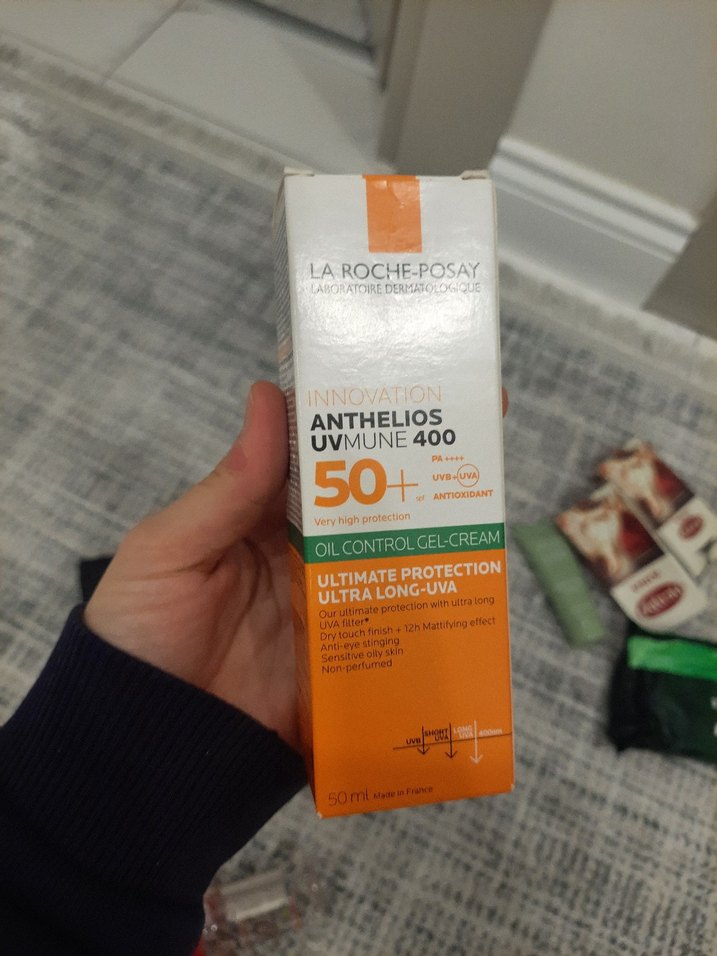 LA ROCHE-POSAY
LABORATOIRE DERMATOLOGIQUE
INNOVATION
ANTHELIOS
UVMUNE 400
50+ SPF
PA ++++
UVB+UVA
ANTIOXIDANT
Very high protection
OIL CONTROL GEL-CREAM
ULTIMATE PROTECTION
ULTRA LONG-UVA
Our ultimate protection with ultra long
UVA filter*
Dry touch finish + 12h Mattifying effect
Anti-eye stinging
Sensitive oily skin
Non-perfumed
UVB SHORT UVA LONG UVA 400nm
50 ml Made in France